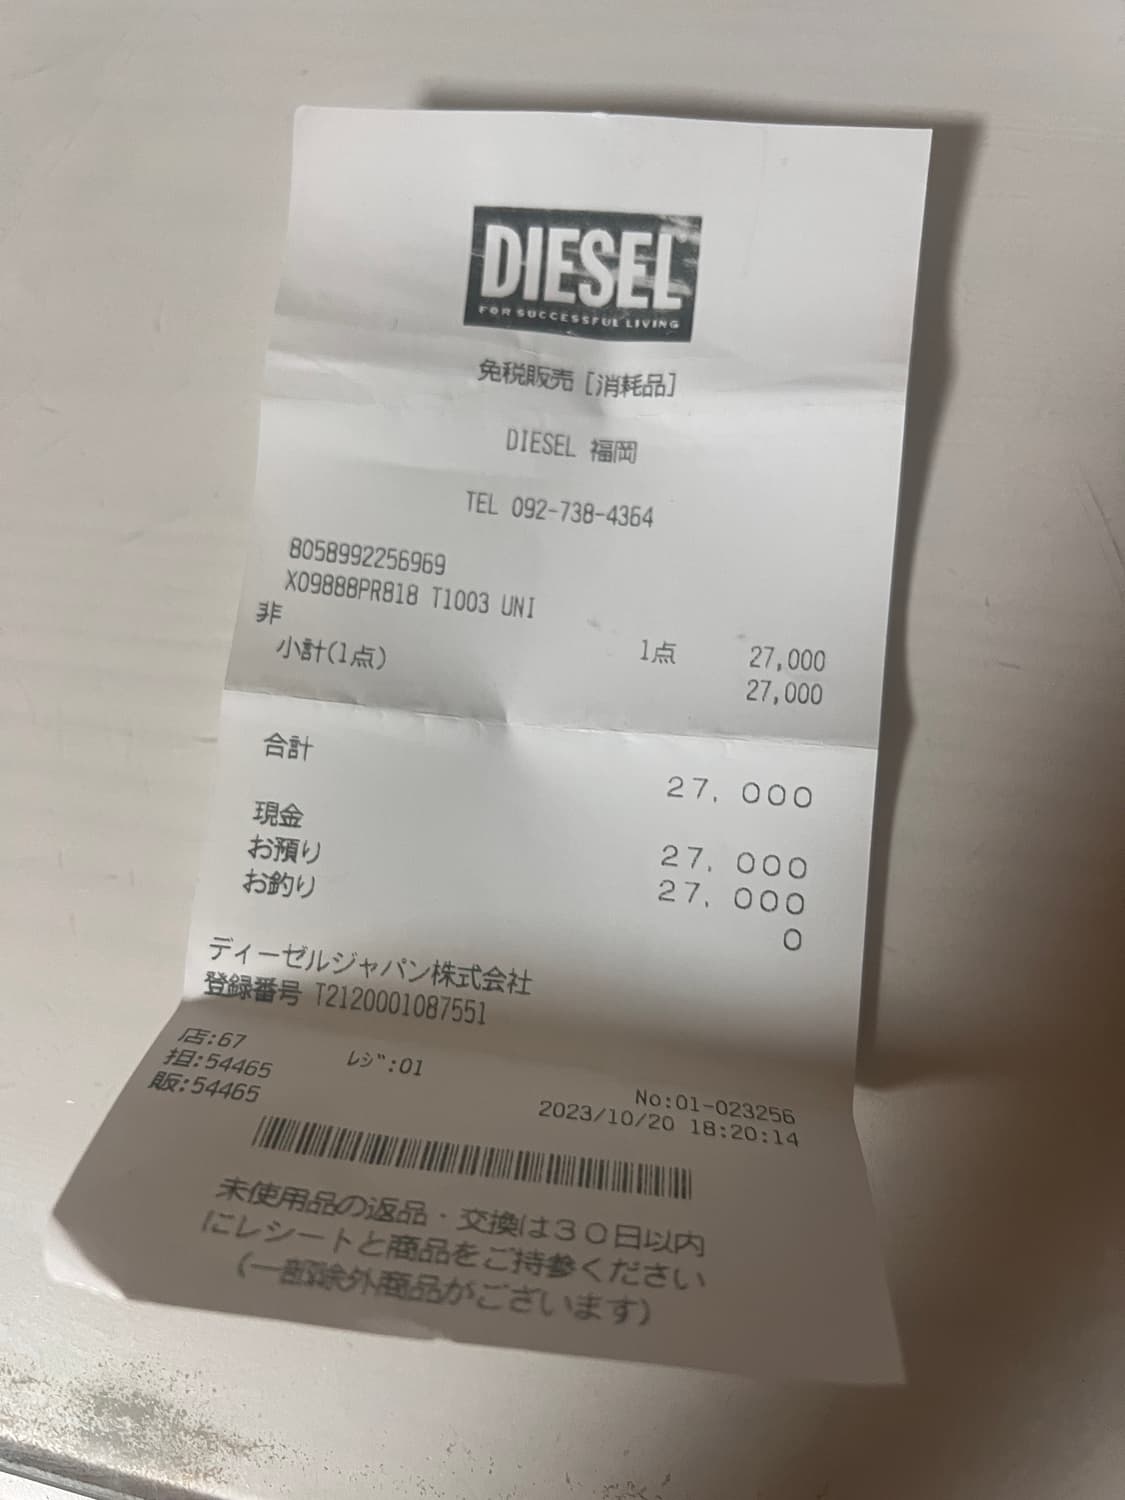 DIESEL
FOR SUCCESSFUL LIVING
免税販売 [消耗品]
DIESEL 福岡
TEL 092-738-4364
8058992256969
X09888PR818 T1003 UNI
非 1点 27,000
小計(1点) 27,000
合計 27,000
現金 27,000
お預り 27,000
お釣り 0
ディーゼルジャパン株式会社
登録番号 T2120001087551
店:67
担:54465 レジ:01 No:01-023256
販:54465 2023/10/20 18:20:14
未使用品の返品・交換は30日以内
にレシートと商品をご持参ください
(一部除外商品がございます)